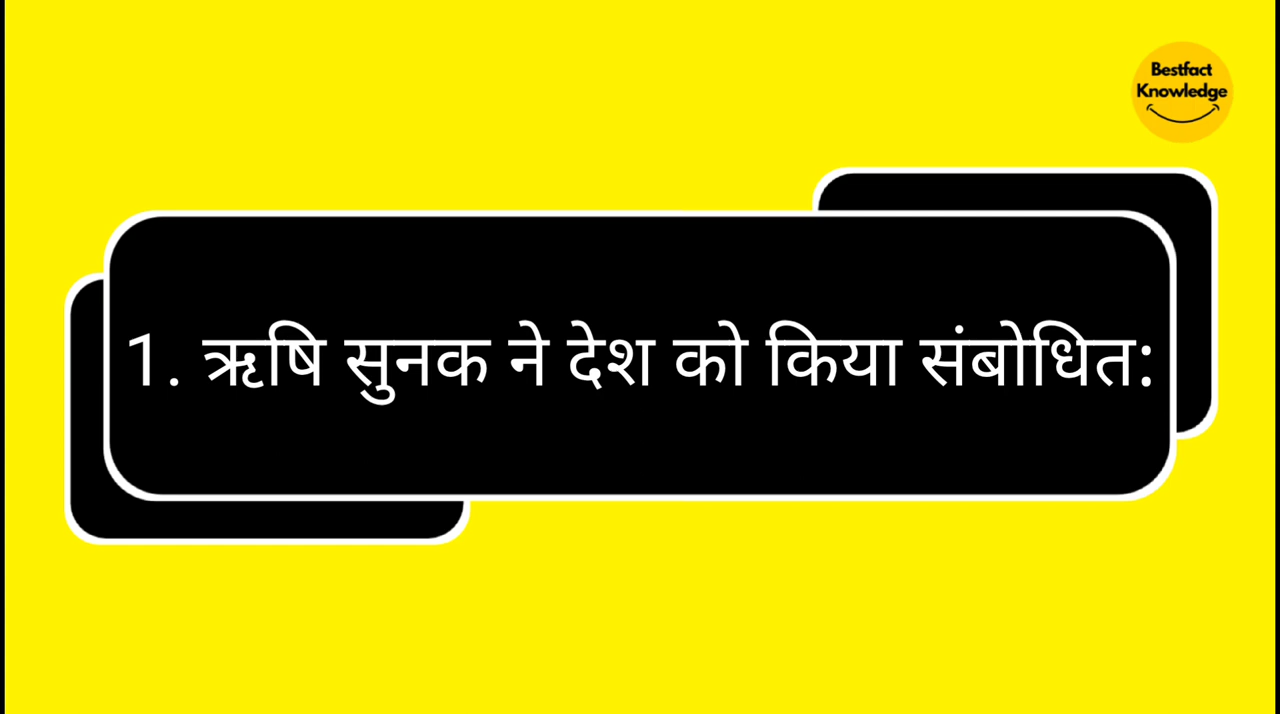 Bestfact
Knowledge
1. ऋषि सुनक ने देश को किया संबोधित: